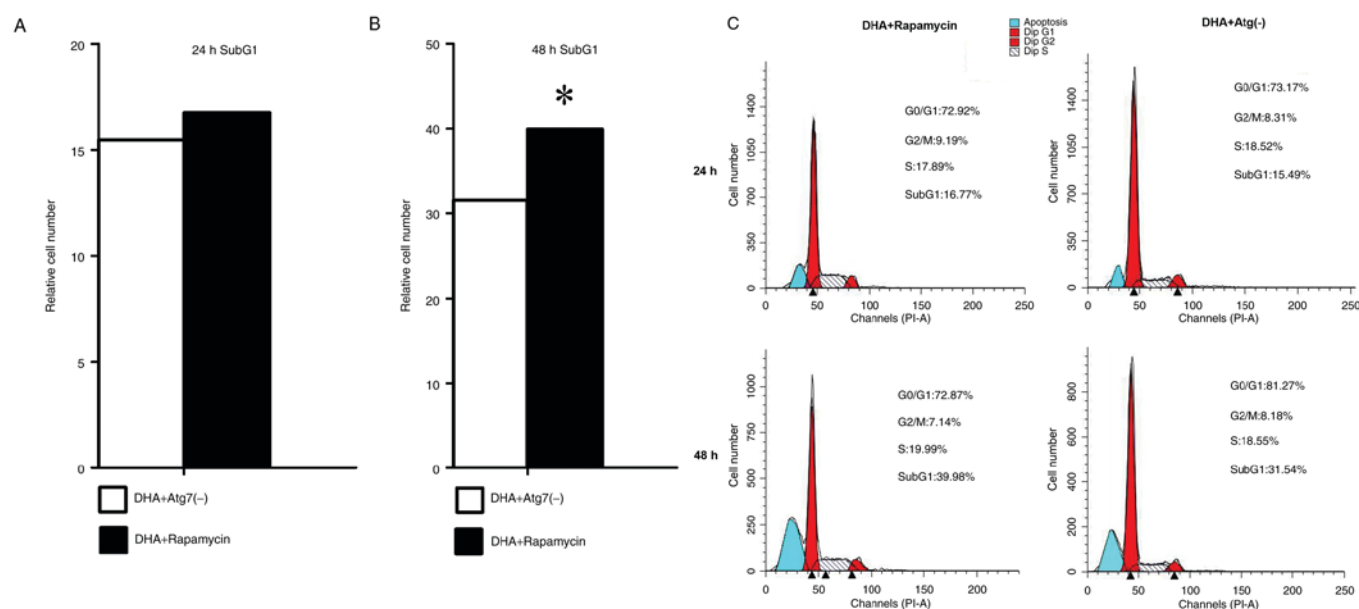 A
24 h SubG1
20
15
10
5
0
Relative cell number
DHA+Atg7(−)
DHA+Rapamycin
B
48 h SubG1
50
40
30
20
10
0
*
Relative cell number
DHA+Atg7(−)
DHA+Rapamycin
C
DHA+Rapamycin
Apoptosis
Dip G1
Dip G2
Dip S
DHA+Atg(-)
24 h
Cell number
1400
1050
700
350
0
G0/G1:72.92%
G2/M:9.19%
S:17.89%
SubG1:16.77%
0 50 100 150 200 250
Channels (PI-A)
Cell number
1400
1050
700
350
0
G0/G1:73.17%
G2/M:8.31%
S:18.52%
SubG1:15.49%
0 50 100 150 200 250
Channels (PI-A)
48 h
Cell number
1000
750
500
250
0
G0/G1:72.87%
G2/M:7.14%
S:19.99%
SubG1:39.98%
0 50 100 150 200
Channels (PI-A)
Cell number
800
600
400
200
0
G0/G1:81.27%
G2/M:8.18%
S:18.55%
SubG1:31.54%
0 50 100 150 200 250
Channels (PI-A)